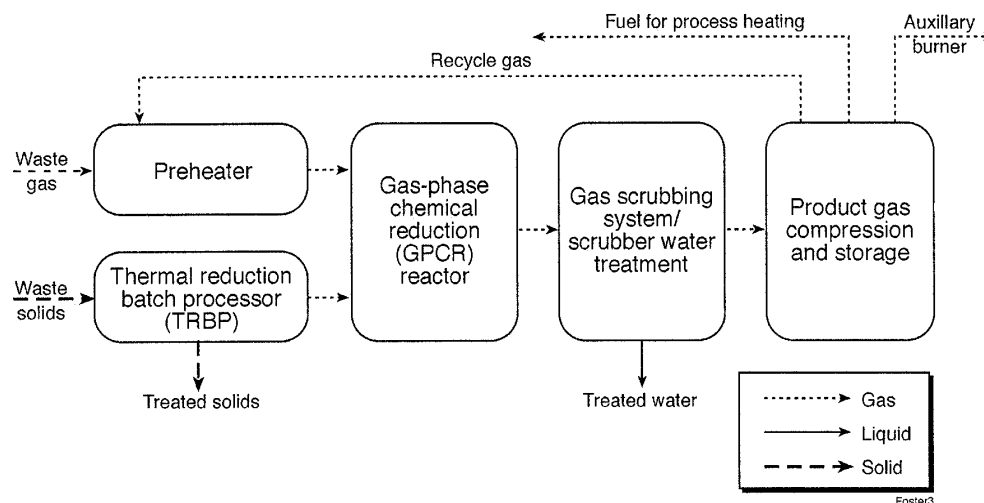 Fuel for process heating
Auxillary
burner
Recycle gas
Waste
gas
Preheater
Gas-phase
chemical
reduction
(GPCR)
reactor
Gas scrubbing
system/
scrubber water
treatment
Product gas
compression
and storage
Waste
solids
Thermal reduction
batch processor
(TRBP)
Treated solids
Treated water
Gas
Liquid
Solid
Foster3